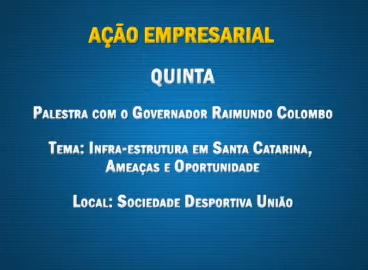 AÇÃO EMPRESARIAL
QUINTA
PALESTRA COM O GOVERNADOR RAIMUNDO COLOMBO
TEMA: INFRA-ESTRUTURA EM SANTA CATARINA,
AMEAÇAS E OPORTUNIDADE
LOCAL: SOCIEDADE DESPORTIVA UNIÃO